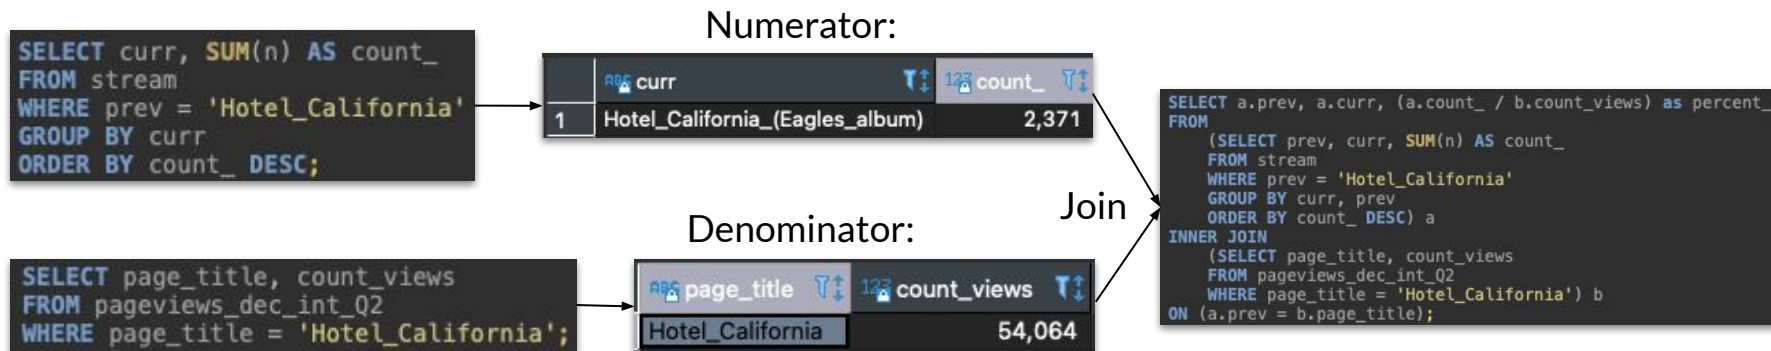 Numerator:
SELECT curr, SUM(n) AS count_
FROM stream
WHERE prev = 'Hotel_California'
GROUP BY curr
ORDER BY count_ DESC;
ABC curr 123 count_
1 Hotel_California_(Eagles_album) 2,371
Denominator:
SELECT page_title, count_views
FROM pageviews_dec_int_Q2
WHERE page_title = 'Hotel_California';
ABC page_title 123 count_views
Hotel_California 54,064
Join
SELECT a.prev, a.curr, (a.count_ / b.count_views) as percent_
FROM
(SELECT prev, curr, SUM(n) AS count_
FROM stream
WHERE prev = 'Hotel_California'
GROUP BY curr, prev
ORDER BY count_ DESC) a
INNER JOIN
(SELECT page_title, count_views
FROM pageviews_dec_int_Q2
WHERE page_title = 'Hotel_California') b
ON (a.prev = b.page_title);